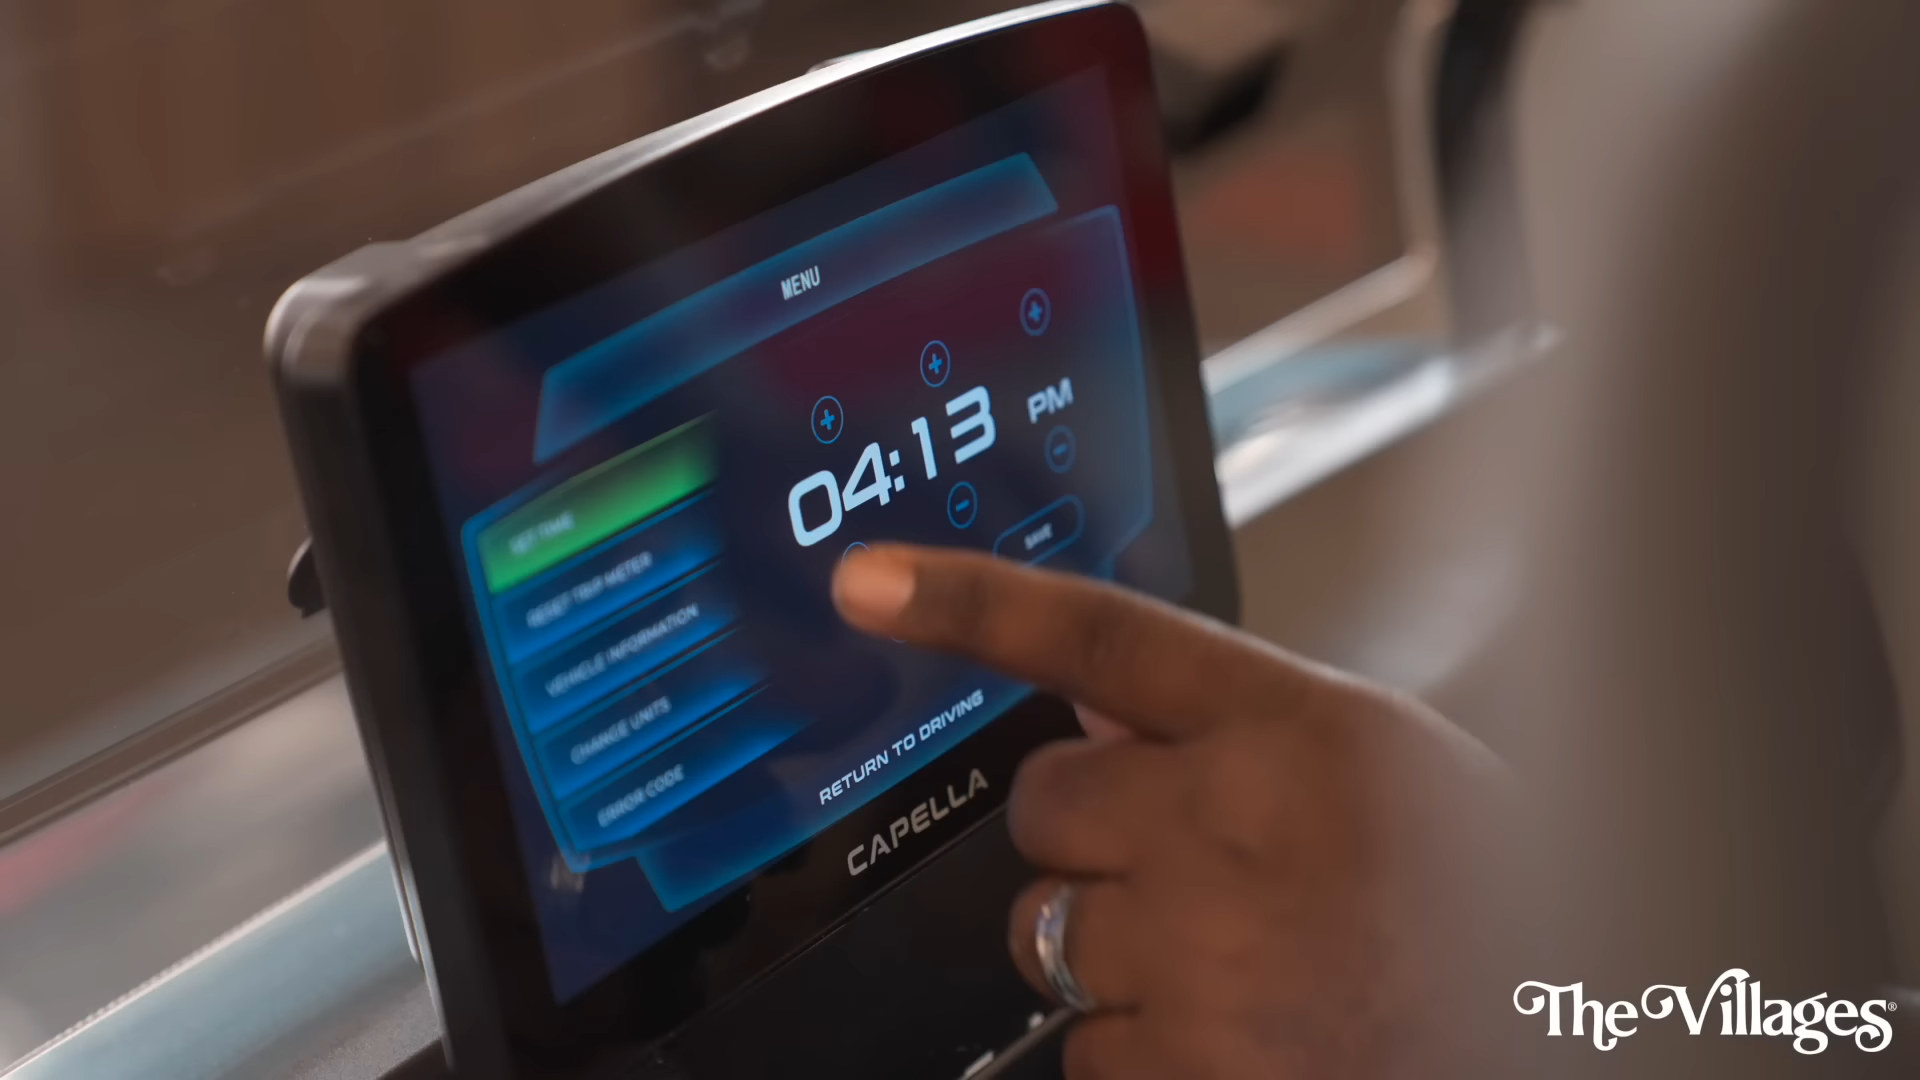 MENU
04:13 PM
SET TIME
RESET TRIP METER
VEHICLE INFORMATION
CHANGE UNITS
ERROR CODE
SAVE
RETURN TO DRIVING
CAPELLA
The Villages®